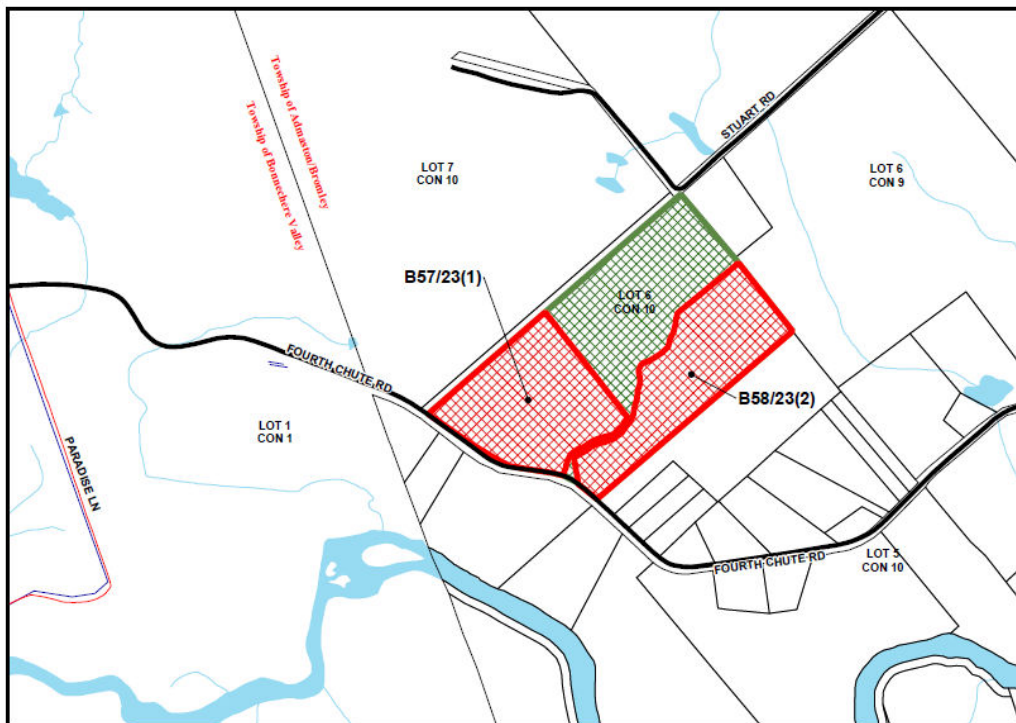 Towship of Admaston/Bromley
Towship of Bonnechere Valley
STUART RD
LOT 7
CON 10
LOT 6
CON 9
B57/23(1)
LOT 6
CON 10
FOURTH CHUTE RD
B58/23(2)
LOT 1
CON 1
PARADISE LN
FOURTH CHUTE RD
LOT 5
CON 10